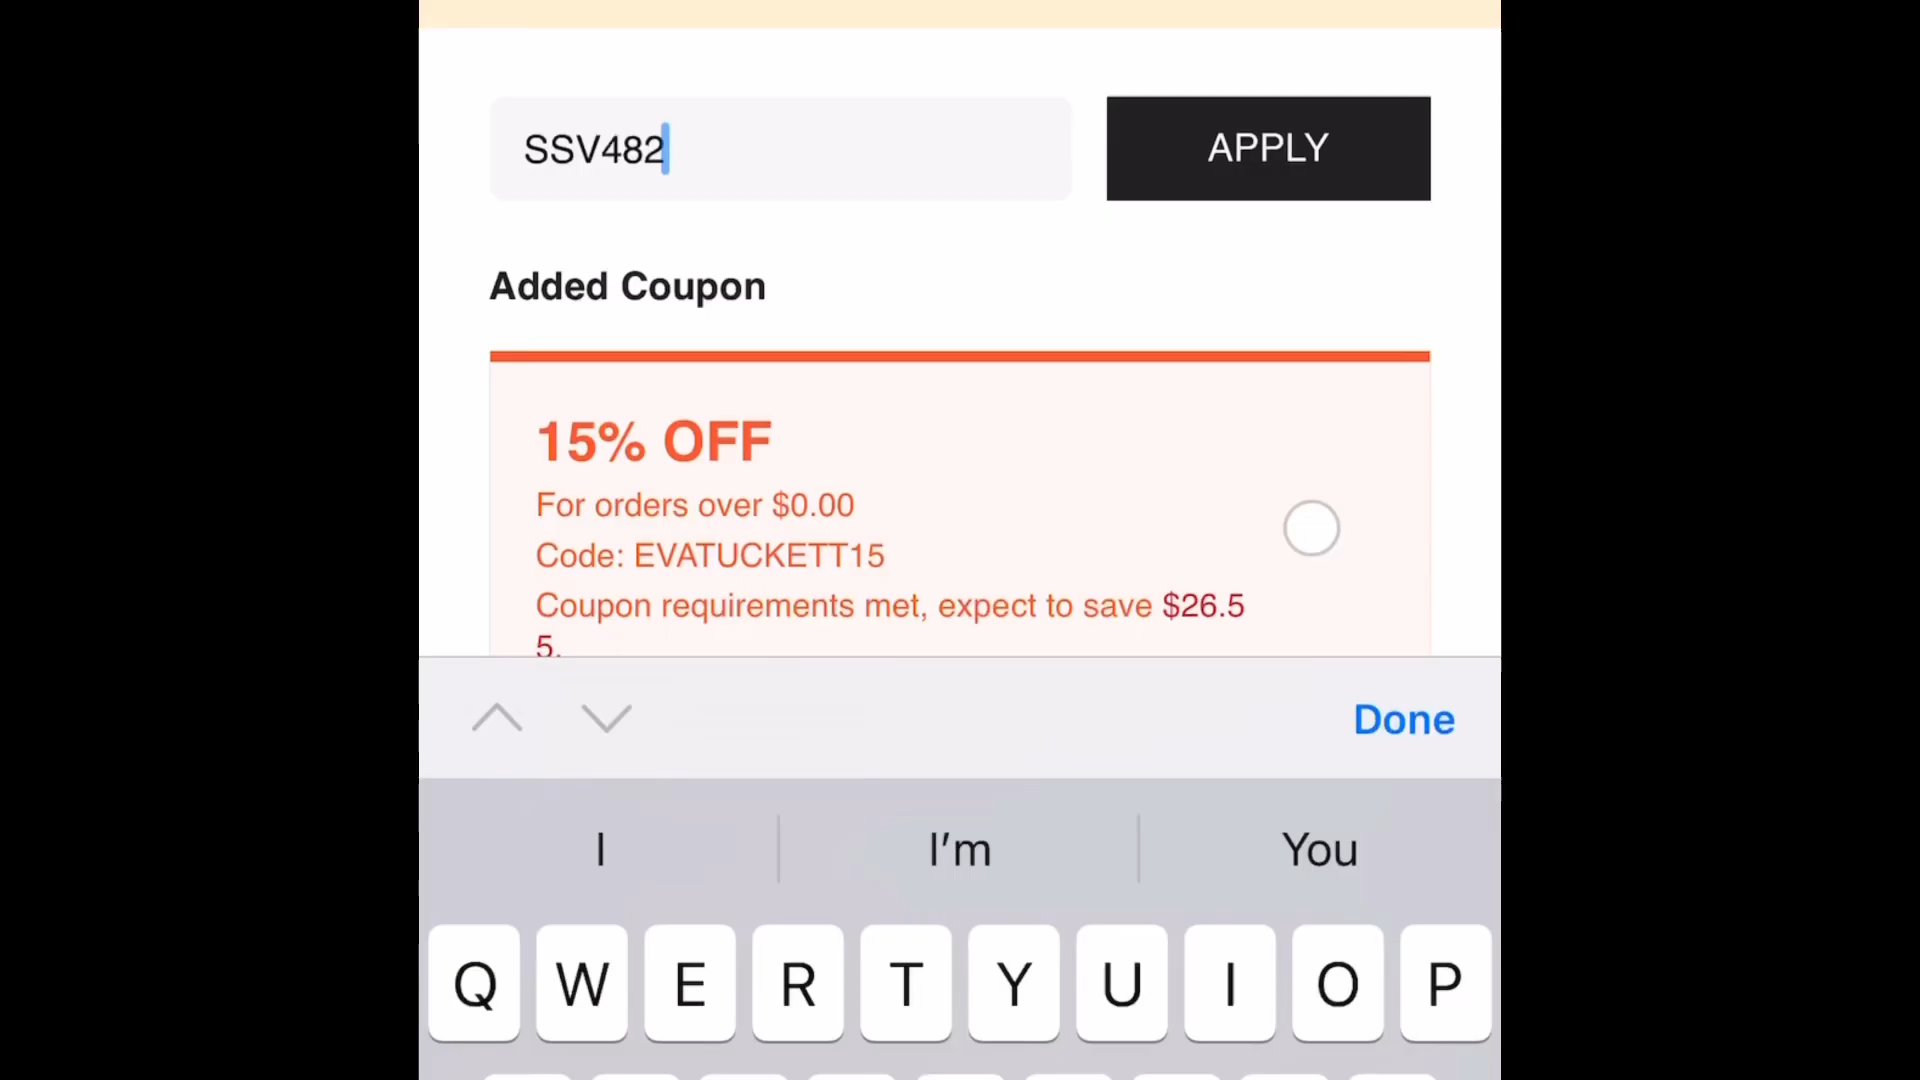 SSV482
APPLY
Added Coupon
15% OFF
For orders over $0.00
Code: EVATUCKETT15
Coupon requirements met, expect to save $26.5
5.
Done
I
I'm
You
Q W E R T Y U I O P